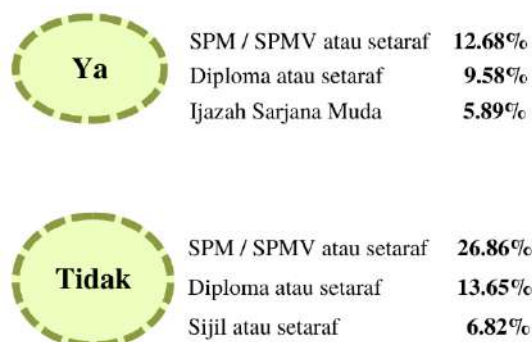 Ya
SPM / SPMV atau setaraf 12.68%
Diploma atau setaraf 9.58%
Ijazah Sarjana Muda 5.89%
Tidak
SPM / SPMV atau setaraf 26.86%
Diploma atau setaraf 13.65%
Sijil atau setaraf 6.82%